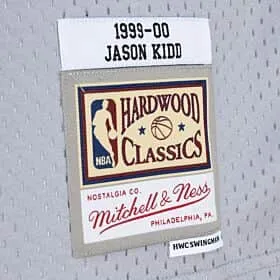 1999-00
JASON KIDD
HARDWOOD
CLASSICS
NBA
NOSTALGIA CO.
Mitchell & Ness
PHILADELPHIA, PA.
HWC SWINGMAN